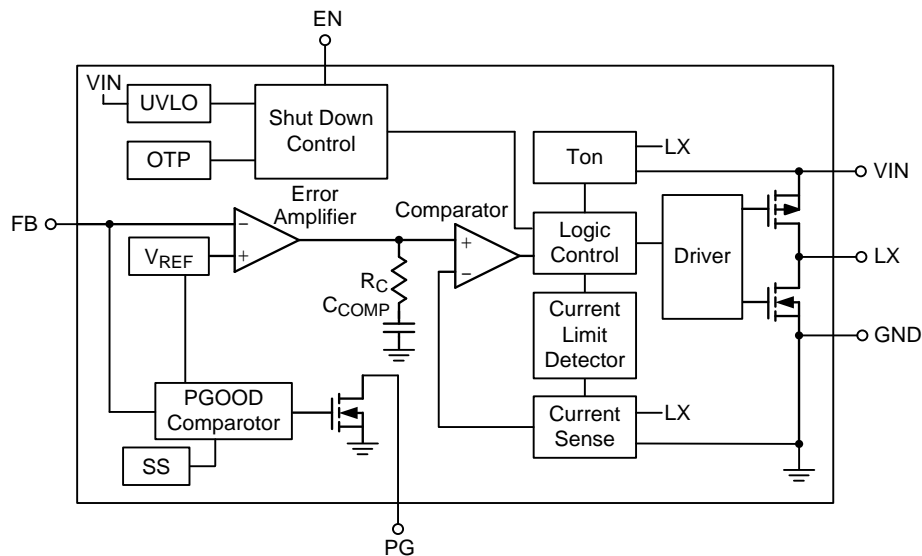 EN
VIN
UVLO
Shut Down
Control
OTP
Ton
LX
VIN
Error
Amplifier
Comparator
FB
−
+
VREF
+
−
Logic
Control
Driver
LX
RC
CCOMP
Current
Limit
Detector
GND
PGOOD
Comparotor
Current
Sense
LX
SS
PG